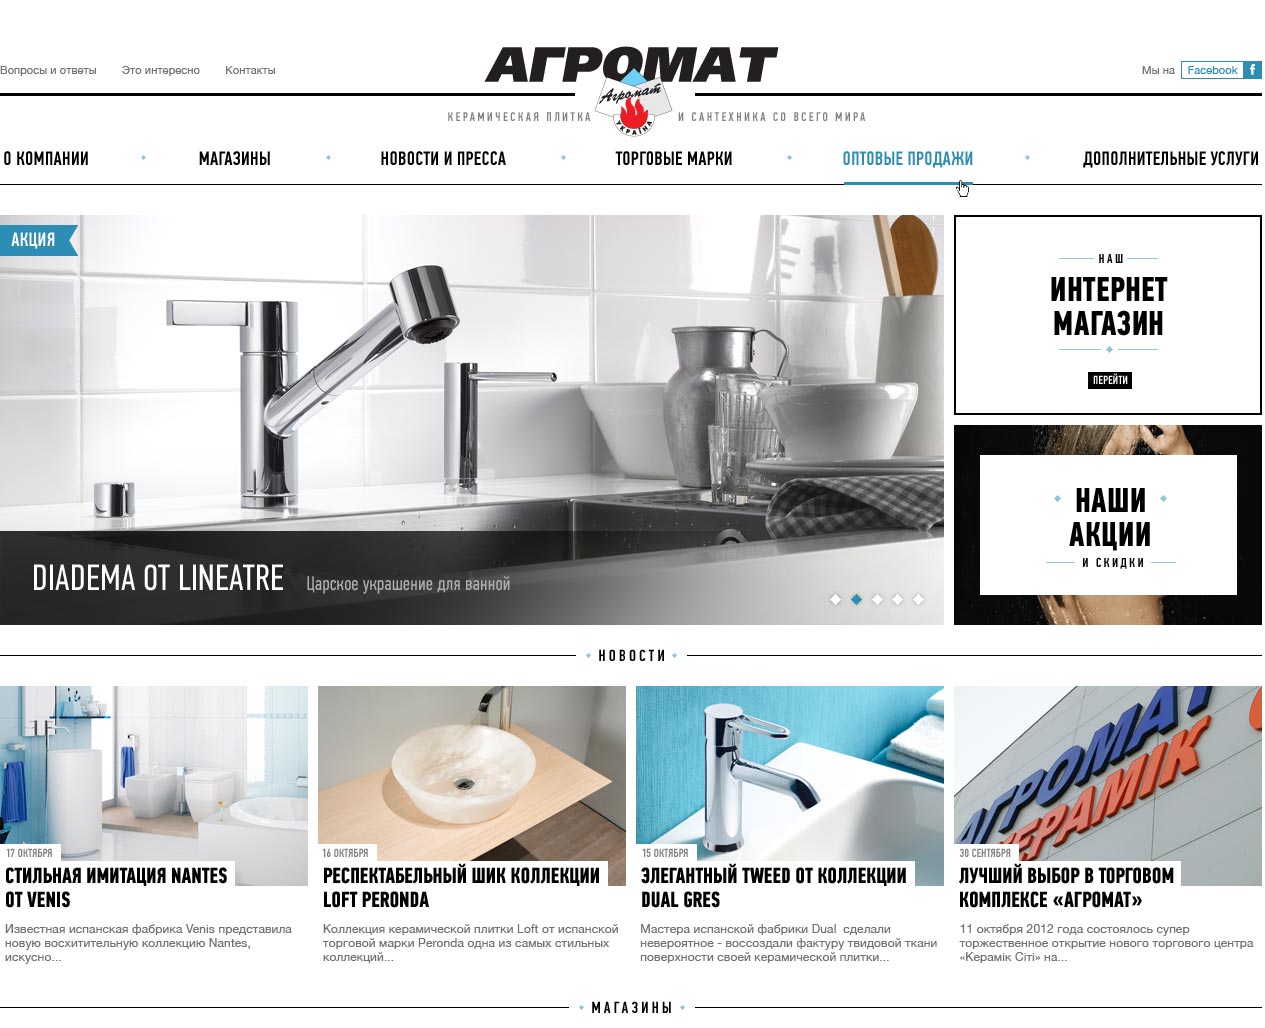 Вопросы и ответы
Это интересно
Контакты
АГРОМАТ
Агромат
УКРАЇНА
Мы на
Facebook f
КЕРАМИЧЕСКАЯ ПЛИТКА
И САНТЕХНИКА СО ВСЕГО МИРА
О КОМПАНИИ
МАГАЗИНЫ
НОВОСТИ И ПРЕССА
ТОРГОВЫЕ МАРКИ
ОПТОВЫЕ ПРОДАЖИ
ДОПОЛНИТЕЛЬНЫЕ УСЛУГИ
АКЦИЯ
DIADEMA ОТ LINEATRE
Царское украшение для ванной
НАШ
ИНТЕРНЕТ
МАГАЗИН
ПЕРЕЙТИ
НАШИ
АКЦИИ
И СКИДКИ
НОВОСТИ
17 ОКТЯБРЯ
СТИЛЬНАЯ ИМИТАЦИЯ NANTES
ОТ VENIS
Известная испанская фабрика Venis представила
новую восхитительную коллекцию Nantes,
искусно...
16 ОКТЯБРЯ
РЕСПЕКТАБЕЛЬНЫЙ ШИК КОЛЛЕКЦИИ
LOFT PERONDA
Коллекция керамической плитки Loft от испанской
торговой марки Peronda одна из самых стильных
коллекций...
15 ОКТЯБРЯ
ЭЛЕГАНТНЫЙ TWEED ОТ КОЛЛЕКЦИИ
DUAL GRES
Мастера испанской фабрики Dual  сделали
невероятное - воссоздали фактуру твидовой ткани
поверхности своей керамической плитки...
АГРОМАТ
КЕРАМІК
30 СЕНТЯБРЯ
ЛУЧШИЙ ВЫБОР В ТОРГОВОМ
КОМПЛЕКСЕ «АГРОМАТ»
11 октября 2012 года состоялось супер
торжественное открытие нового торгового центра
«Керамік Сіті» на...
МАГАЗИНЫ